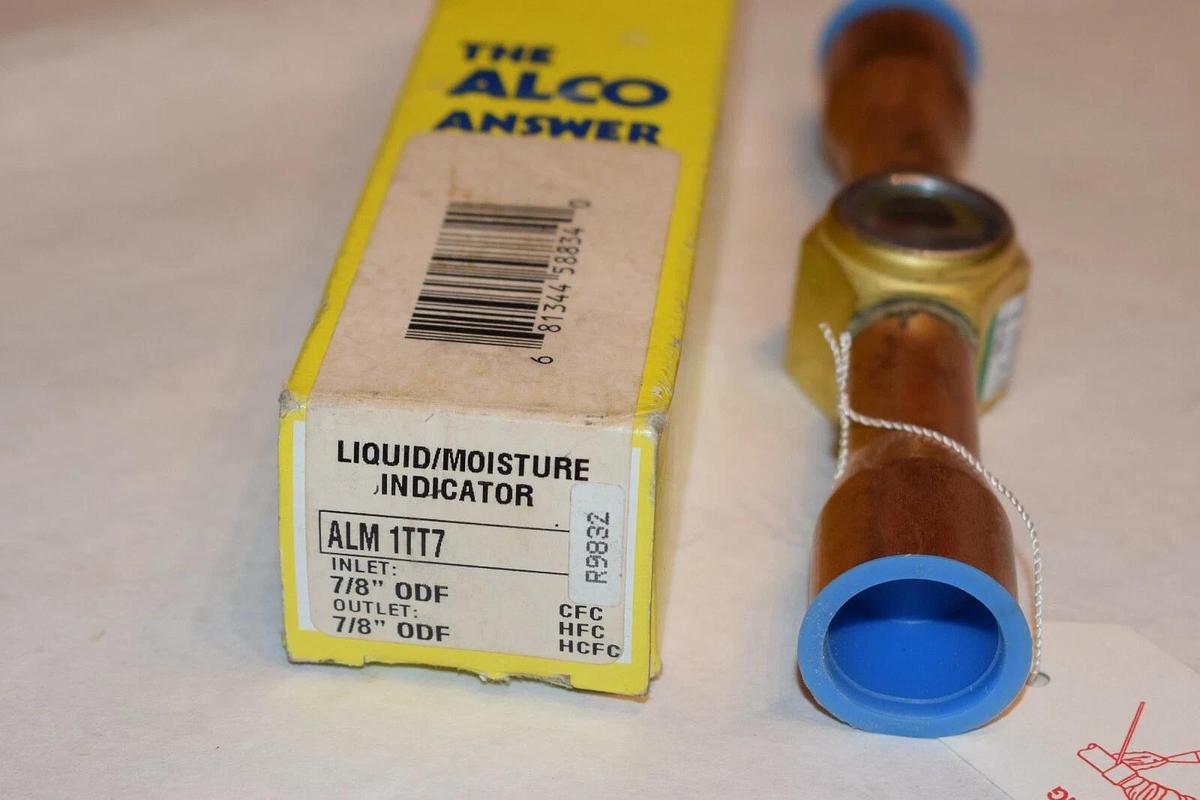 THE
ALCO
ANSWER
6 81344 58834 0
LIQUID/MOISTURE
INDICATOR
ALM 1TT7
R9832
INLET:
7/8" ODF
OUTLET:
7/8" ODF
CFC
HFC
HCFC